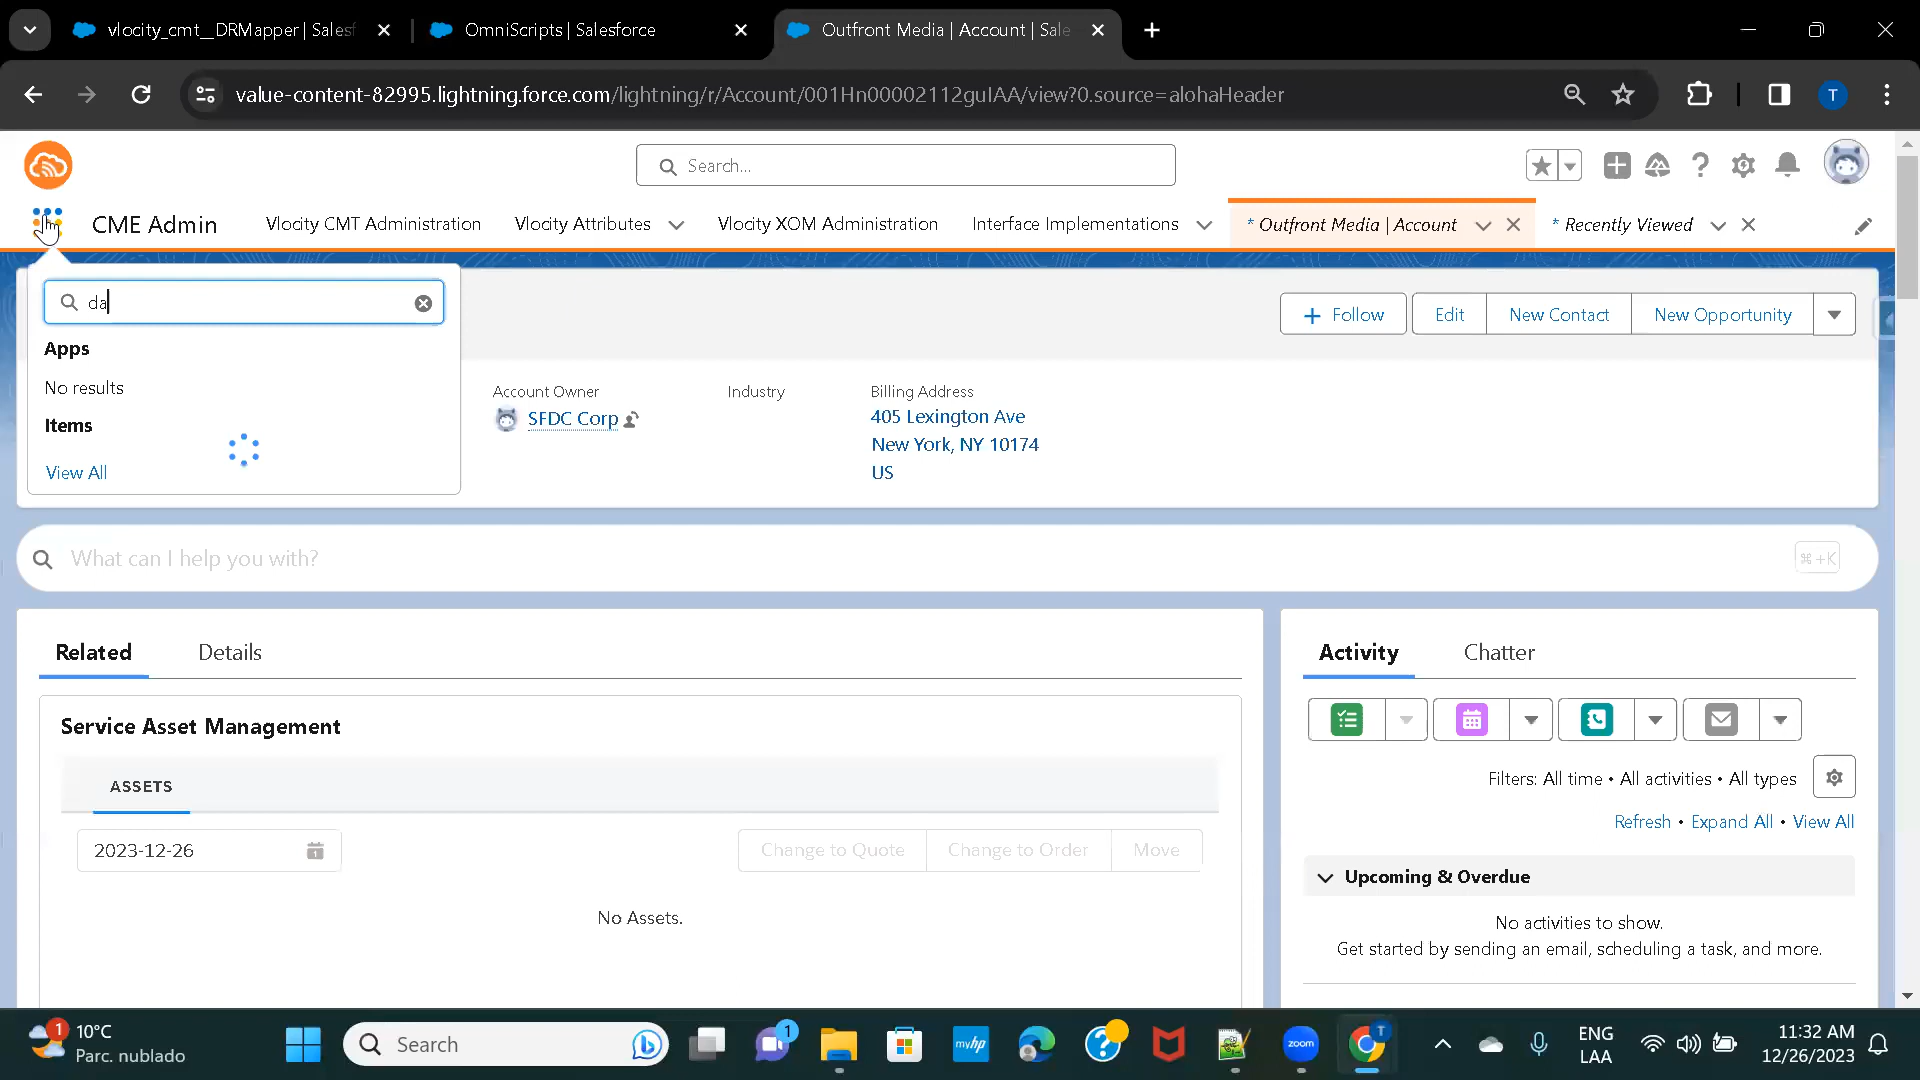 vlocity_cmt__DRMapper | Salesf
OmniScripts | Salesforce
Outfront Media | Account | Sale
value-content-82995.lightning.force.com/lightning/r/Account/001Hn00002112guIAA/view?0.source=alohaHeader
T
Search...
CME Admin
Vlocity CMT Administration
Vlocity Attributes
Vlocity XOM Administration
Interface Implementations
* Outfront Media | Account
* Recently Viewed
da
Apps
No results
Items
View All
Follow
Edit
New Contact
New Opportunity
Account Owner
SFDC Corp
Industry
Billing Address
405 Lexington Ave
New York, NY 10174
US
What can I help you with?
⌘+K
Related
Details
Activity
Chatter
Service Asset Management
ASSETS
2023-12-26
Change to Quote
Change to Order
Move
No Assets.
Filters: All time • All activities • All types
Refresh • Expand All • View All
Upcoming & Overdue
No activities to show.
Get started by sending an email, scheduling a task, and more.
1
10°C
Parc. nublado
Search
1
myhp
zoom
T
ENG
LAA
11:32 AM
12/26/2023